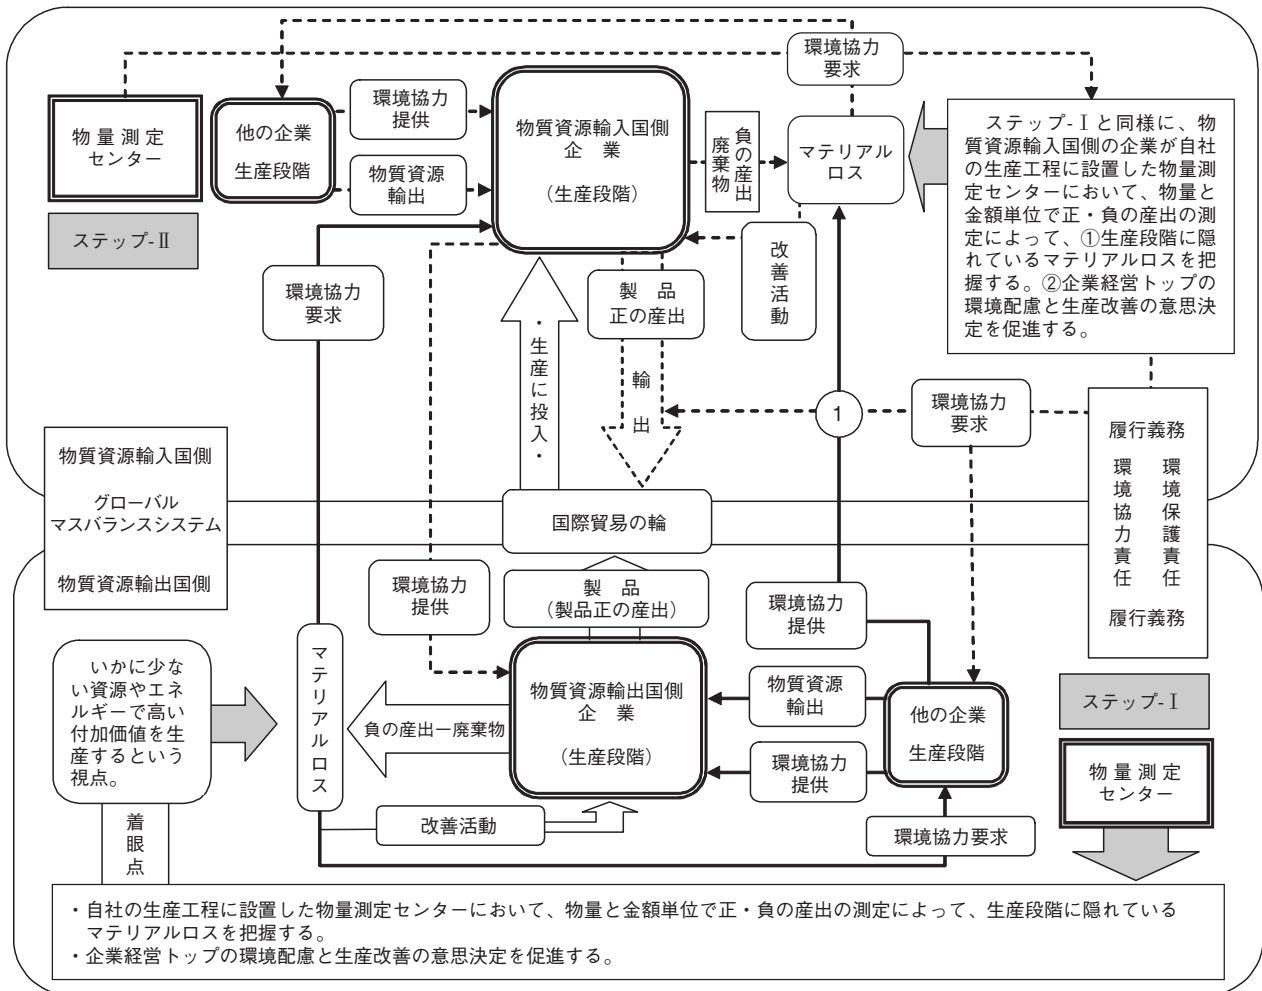 環境協力
要求
物 量 測 定
センター
ステップ-Ⅱ
他の企業
生産段階
環境協力
提供
物質資源
輸出
物質資源輸入国側
企　業
（生産段階）
負の産出
廃棄物
マテリアル
ロス
ステップ-Ⅰと同様に、物
質資源輸入国側の企業が自社
の生産工程に設置した物量測
定センターにおいて、物量と
金額単位で正・負の産出の測
定によって、①生産段階に隠
れているマテリアルロスを把
握する。②企業経営トップの
環境配慮と生産改善の意思決
定を促進する。
環境協力
要求
・生産に投入・
製　品
正の産出
輸
出
改善活動
1
環境協力
要求
履行義務
環境協力責任
環境保護責任
履行義務
物質資源輸入国側
グローバル
マスバランスシステム
物質資源輸出国側
国際貿易の輪
環境協力
提供
製　品
（製品正の産出）
環境協力
提供
いかに少な
い資源やエネ
ルギーで高い
付加価値を生
産するという
視点。
マテリアルロス
負の産出ー廃棄物
物質資源輸出国側
企　業
（生産段階）
物質資源
輸出
環境協力
提供
他の企業
生産段階
ステップ-Ⅰ
物 量 測 定
センター
着眼点
改善活動
環境協力要求
・自社の生産工程に設置した物量測定センターにおいて、物量と金額単位で正・負の産出の測定によって、生産段階に隠れている
マテリアルロスを把握する。
・企業経営トップの環境配慮と生産改善の意思決定を促進する。